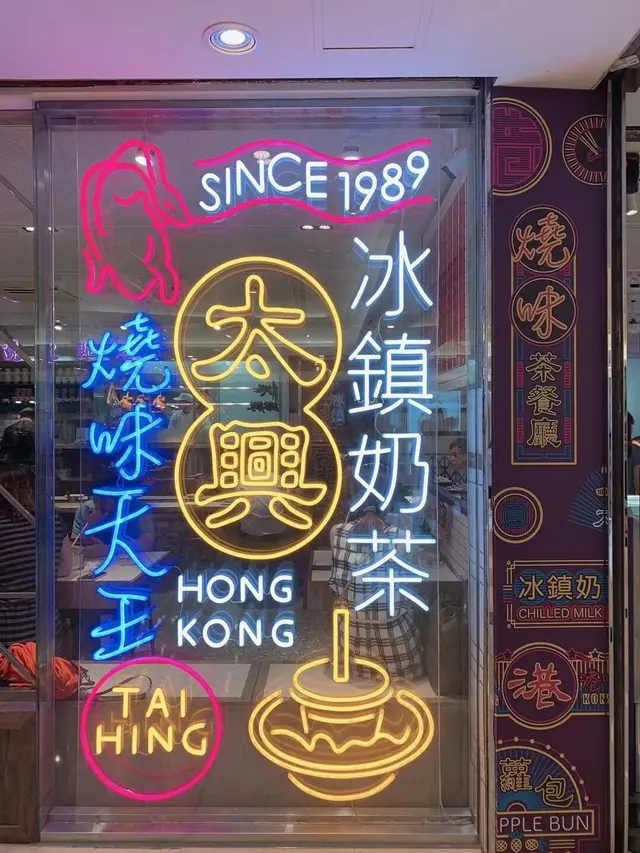 SINCE 1989
太興
燒味天王
冰鎮奶茶
HONG
KONG
TAI
HING
燒味
茶餐廳
冰鎮奶
CHILLED MILK
港
蘿包
PPLE BUN